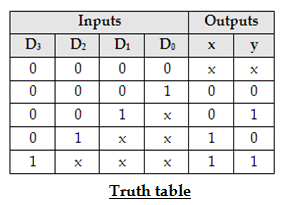 Inputs Outputs
D3 D2 D1 D0 x y
0 0 0 0 x x
0 0 0 1 0 0
0 0 1 x 0 1
0 1 x x 1 0
1 x x x 1 1
Truth table